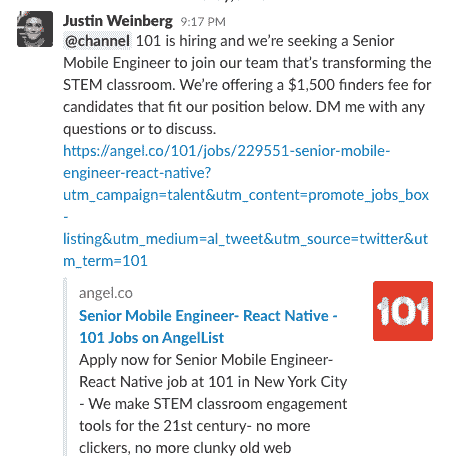 Justin Weinberg 9:17 PM
@channel 101 is hiring and we're seeking a Senior
Mobile Engineer to join our team that's transforming the
STEM classroom. We're offering a $1,500 finders fee for
candidates that fit our position below. DM me with any
questions or to discuss.
https://angel.co/101/jobs/229551-senior-mobile-
engineer-react-native?
utm_campaign=talent&utm_content=promote_jobs_box
-
listing&utm_medium=al_tweet&utm_source=twitter&ut
m_term=101
angel.co
Senior Mobile Engineer- React Native -
101 Jobs on AngelList
101
Apply now for Senior Mobile Engineer-
React Native job at 101 in New York City
- We make STEM classroom engagement
tools for the 21st century- no more
clickers, no more clunky old web